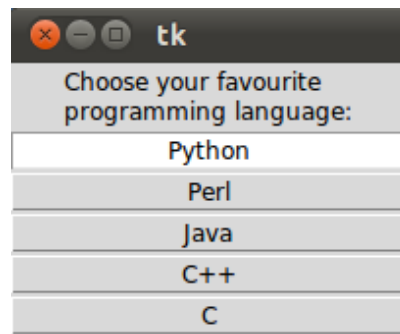 tk
Choose your favourite
programming language:
Python
Perl
Java
C++
C